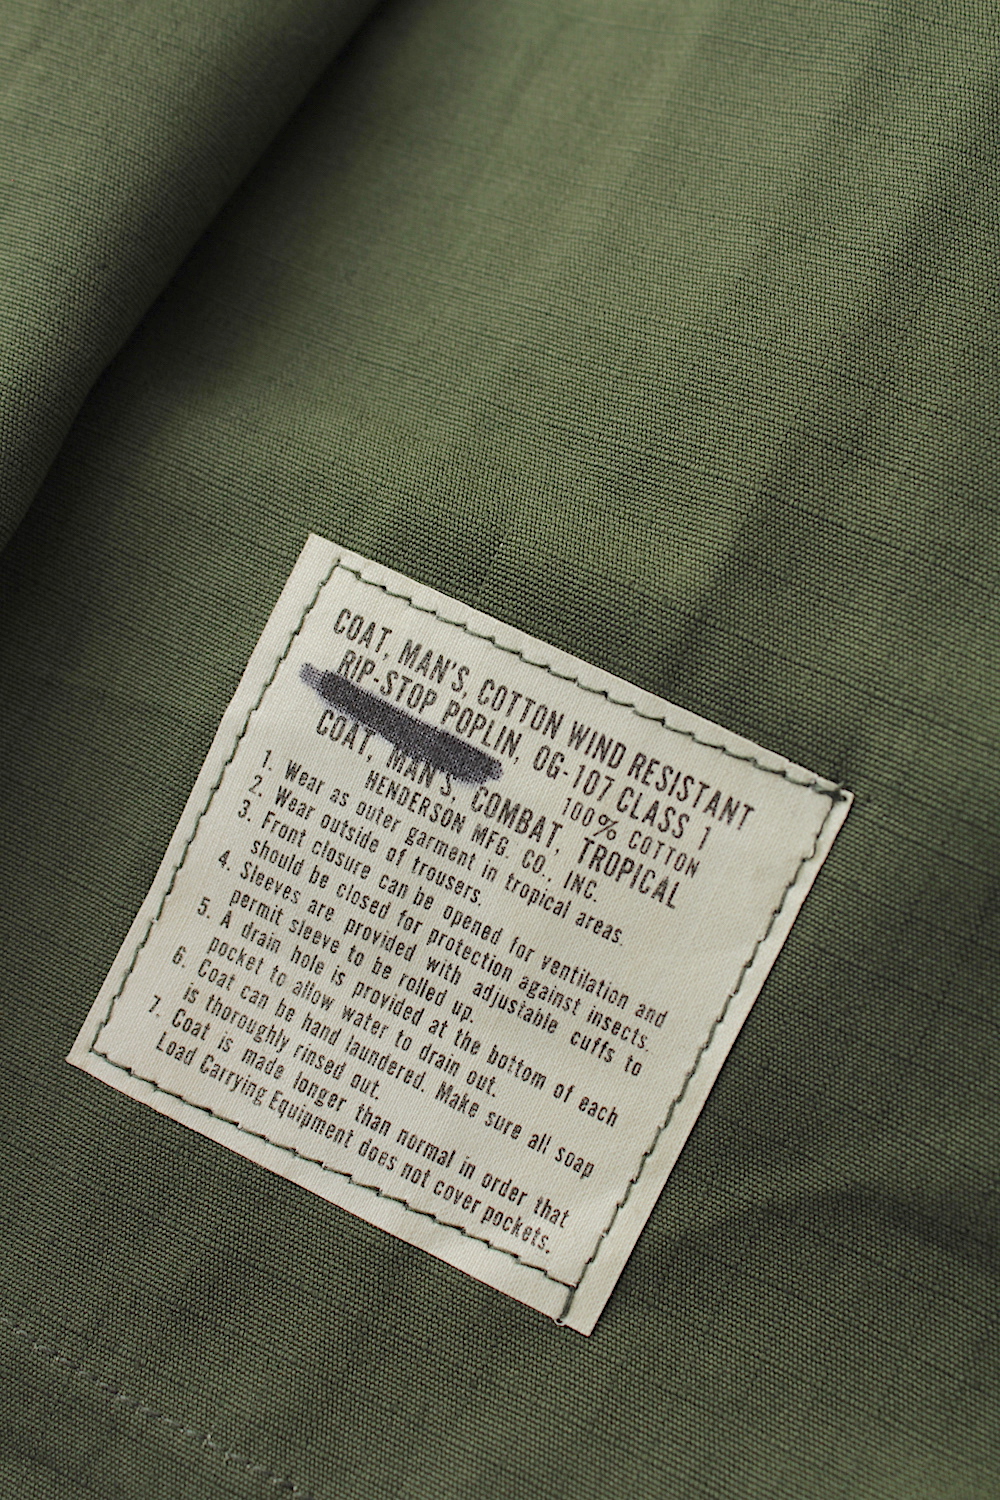 COAT, MAN'S, COTTON WIND RESISTANT
RIP-STOP POPLIN, OG-107 CLASS 1
100% COTTON
COAT, MAN'S, COMBAT, TROPICAL
HENDERSON MFG. CO., INC.
1. Wear as outer garment in tropical areas.
2. Wear outside of trousers.
3. Front closure can be opened for ventilation and
should be closed for protection against insects.
4. Sleeves are provided with adjustable cuffs to
permit sleeve to be rolled up.
5. A drain hole is provided at the bottom of each
pocket to allow water to drain out.
6. Coat can be hand laundered. Make sure all soap
is thoroughly rinsed out.
7. Coat is made longer than normal in order that
Load Carrying Equipment does not cover pockets.